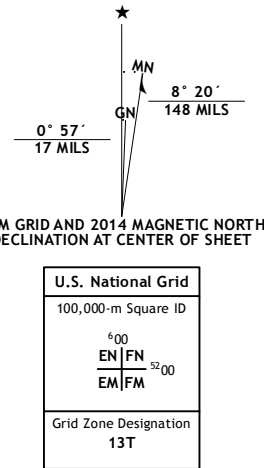 ★
MN
GN
8° 20´
148 MILS
0° 57´
17 MILS
M GRID AND 2014 MAGNETIC NORTH
DECLINATION AT CENTER OF SHEET
U.S. National Grid
100,000-m Square ID
⁶00
EN FN
⁵²00
EM FM
Grid Zone Designation
13T